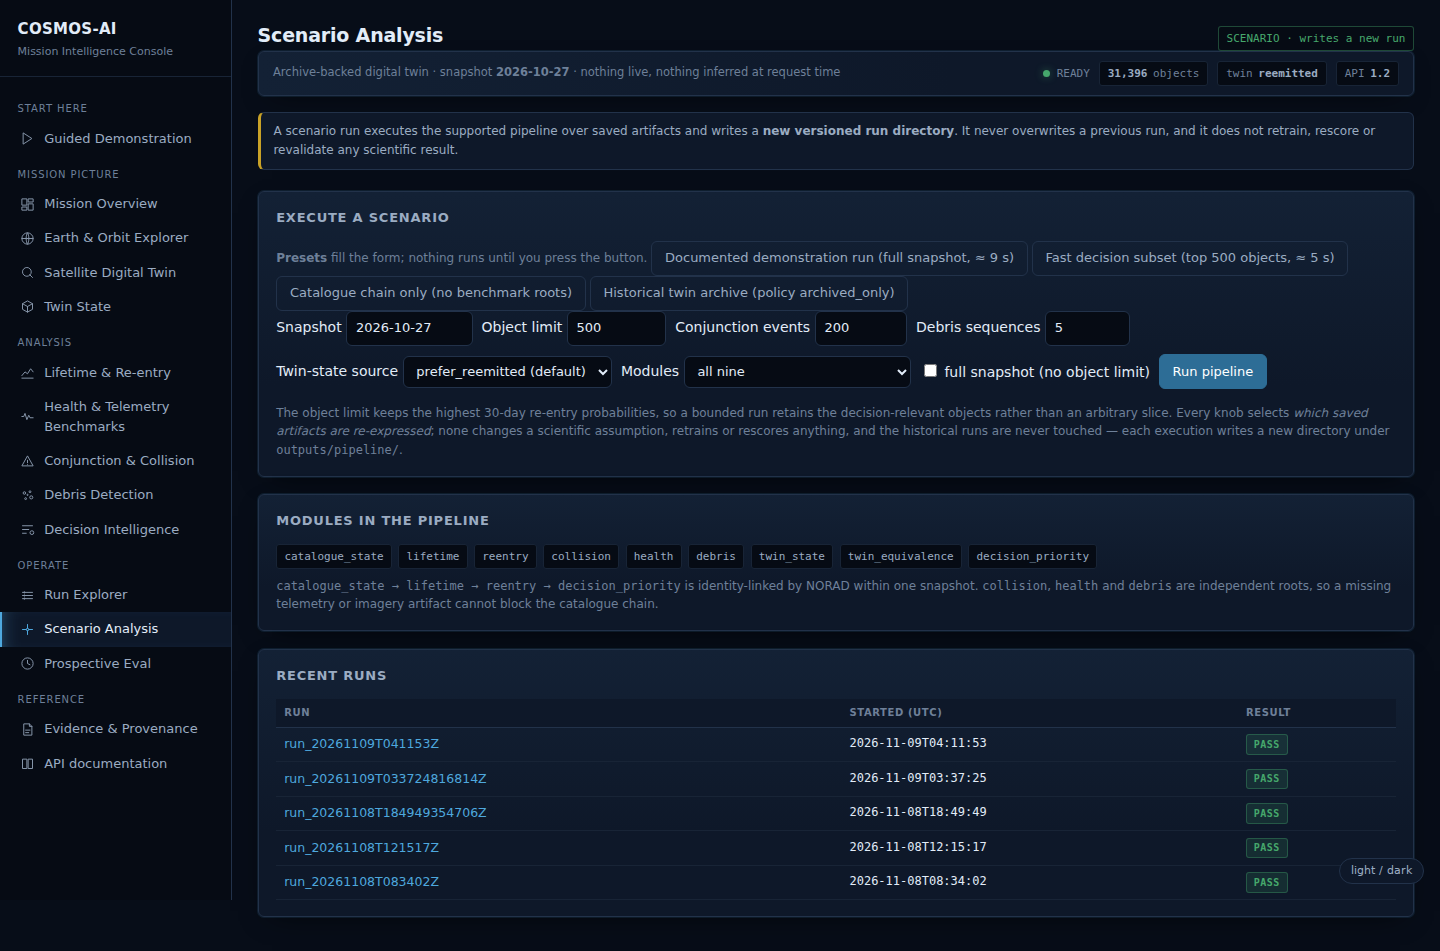 COSMOS-AI
Mission Intelligence Console
START HERE
Guided Demonstration
MISSION PICTURE
Mission Overview
Earth & Orbit Explorer
Satellite Digital Twin
Twin State
ANALYSIS
Lifetime & Re-entry
Health & Telemetry
Benchmarks
Conjunction & Collision
Debris Detection
Decision Intelligence
OPERATE
Run Explorer
Scenario Analysis
Prospective Eval
REFERENCE
Evidence & Provenance
API documentation
Scenario Analysis
SCENARIO · writes a new run
Archive-backed digital twin · snapshot 2026-10-27 · nothing live, nothing inferred at request time
READY 31,396 objects twin reemitted API 1.2
A scenario run executes the supported pipeline over saved artifacts and writes a new versioned run directory. It never overwrites a previous run, and it does not retrain, rescore or
revalidate any scientific result.
EXECUTE A SCENARIO
Presets fill the form; nothing runs until you press the button. Documented demonstration run (full snapshot, ≈ 9 s) Fast decision subset (top 500 objects, ≈ 5 s)
Catalogue chain only (no benchmark roots) Historical twin archive (policy archived_only)
Snapshot 2026-10-27 Object limit 500 Conjunction events 200 Debris sequences 5
Twin-state source prefer_reemitted (default) Modules all nine full snapshot (no object limit) Run pipeline
The object limit keeps the highest 30-day re-entry probabilities, so a bounded run retains the decision-relevant objects rather than an arbitrary slice. Every knob selects which saved
artifacts are re-expressed; none changes a scientific assumption, retrains or rescores anything, and the historical runs are never touched — each execution writes a new directory under
outputs/pipeline/.
MODULES IN THE PIPELINE
catalogue_state lifetime reentry collision health debris twin_state twin_equivalence decision_priority
catalogue_state → lifetime → reentry → decision_priority is identity-linked by NORAD within one snapshot. collision, health and debris are independent roots, so a missing
telemetry or imagery artifact cannot block the catalogue chain.
RECENT RUNS
RUN STARTED (UTC) RESULT
run_20261109T041153Z 2026-11-09T04:11:53 PASS
run_20261109T033724816814Z 2026-11-09T03:37:25 PASS
run_20261108T184949354706Z 2026-11-08T18:49:49 PASS
run_20261108T121517Z 2026-11-08T12:15:17 PASS
run_20261108T083402Z 2026-11-08T08:34:02 PASS
light / dark